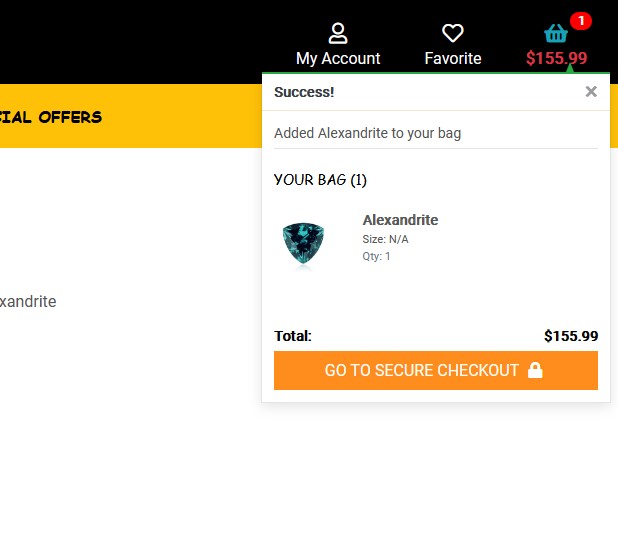 1
My Account
Favorite
$155.99
Success!
×
IAL OFFERS
Added Alexandrite to your bag
YOUR BAG (1)
Alexandrite
Size: N/A
Qty: 1
xandrite
Total:
$155.99
GO TO SECURE CHECKOUT